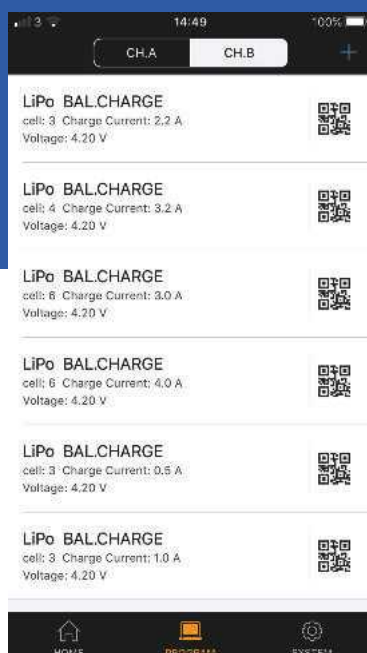 3 14:49 100%
CH.A CH.B +
LiPo BAL.CHARGE
cell: 3 Charge Current: 2.2 A
Voltage: 4.20 V
LiPo BAL.CHARGE
cell: 4 Charge Current: 3.2 A
Voltage: 4.20 V
LiPo BAL.CHARGE
cell: 6 Charge Current: 3.0 A
Voltage: 4.20 V
LiPo BAL.CHARGE
cell: 6 Charge Current: 4.0 A
Voltage: 4.20 V
LiPo BAL.CHARGE
cell: 3 Charge Current: 0.5 A
Voltage: 4.20 V
LiPo BAL.CHARGE
cell: 3 Charge Current: 1.0 A
Voltage: 4.20 V
HOME PROGRAM SYSTEM